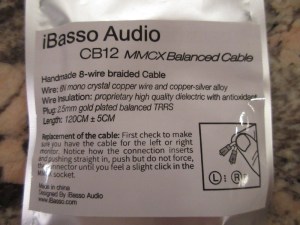 iBasso Audio
CB12 MMCX Balanced Cable
Handmade 8-wire braided Cable
Wire: 6N mono crystal copper wire and copper-silver alloy
Wire Insulation: proprietary high quality dielectric with antioxidant
Plug: 2.5mm gold plated balanced TRRS
Length: 120CM ± 5CM
Replacement of the cable: First check to make
sure you have the cable for the left or right
monitor. Notice how the connection inserts
and pushing straight in, push but do not force,
the connector until you feel a slight click in the
MMCX socket.
L R
Made in china
Designed By iBasso Audio
www.iBasso.com